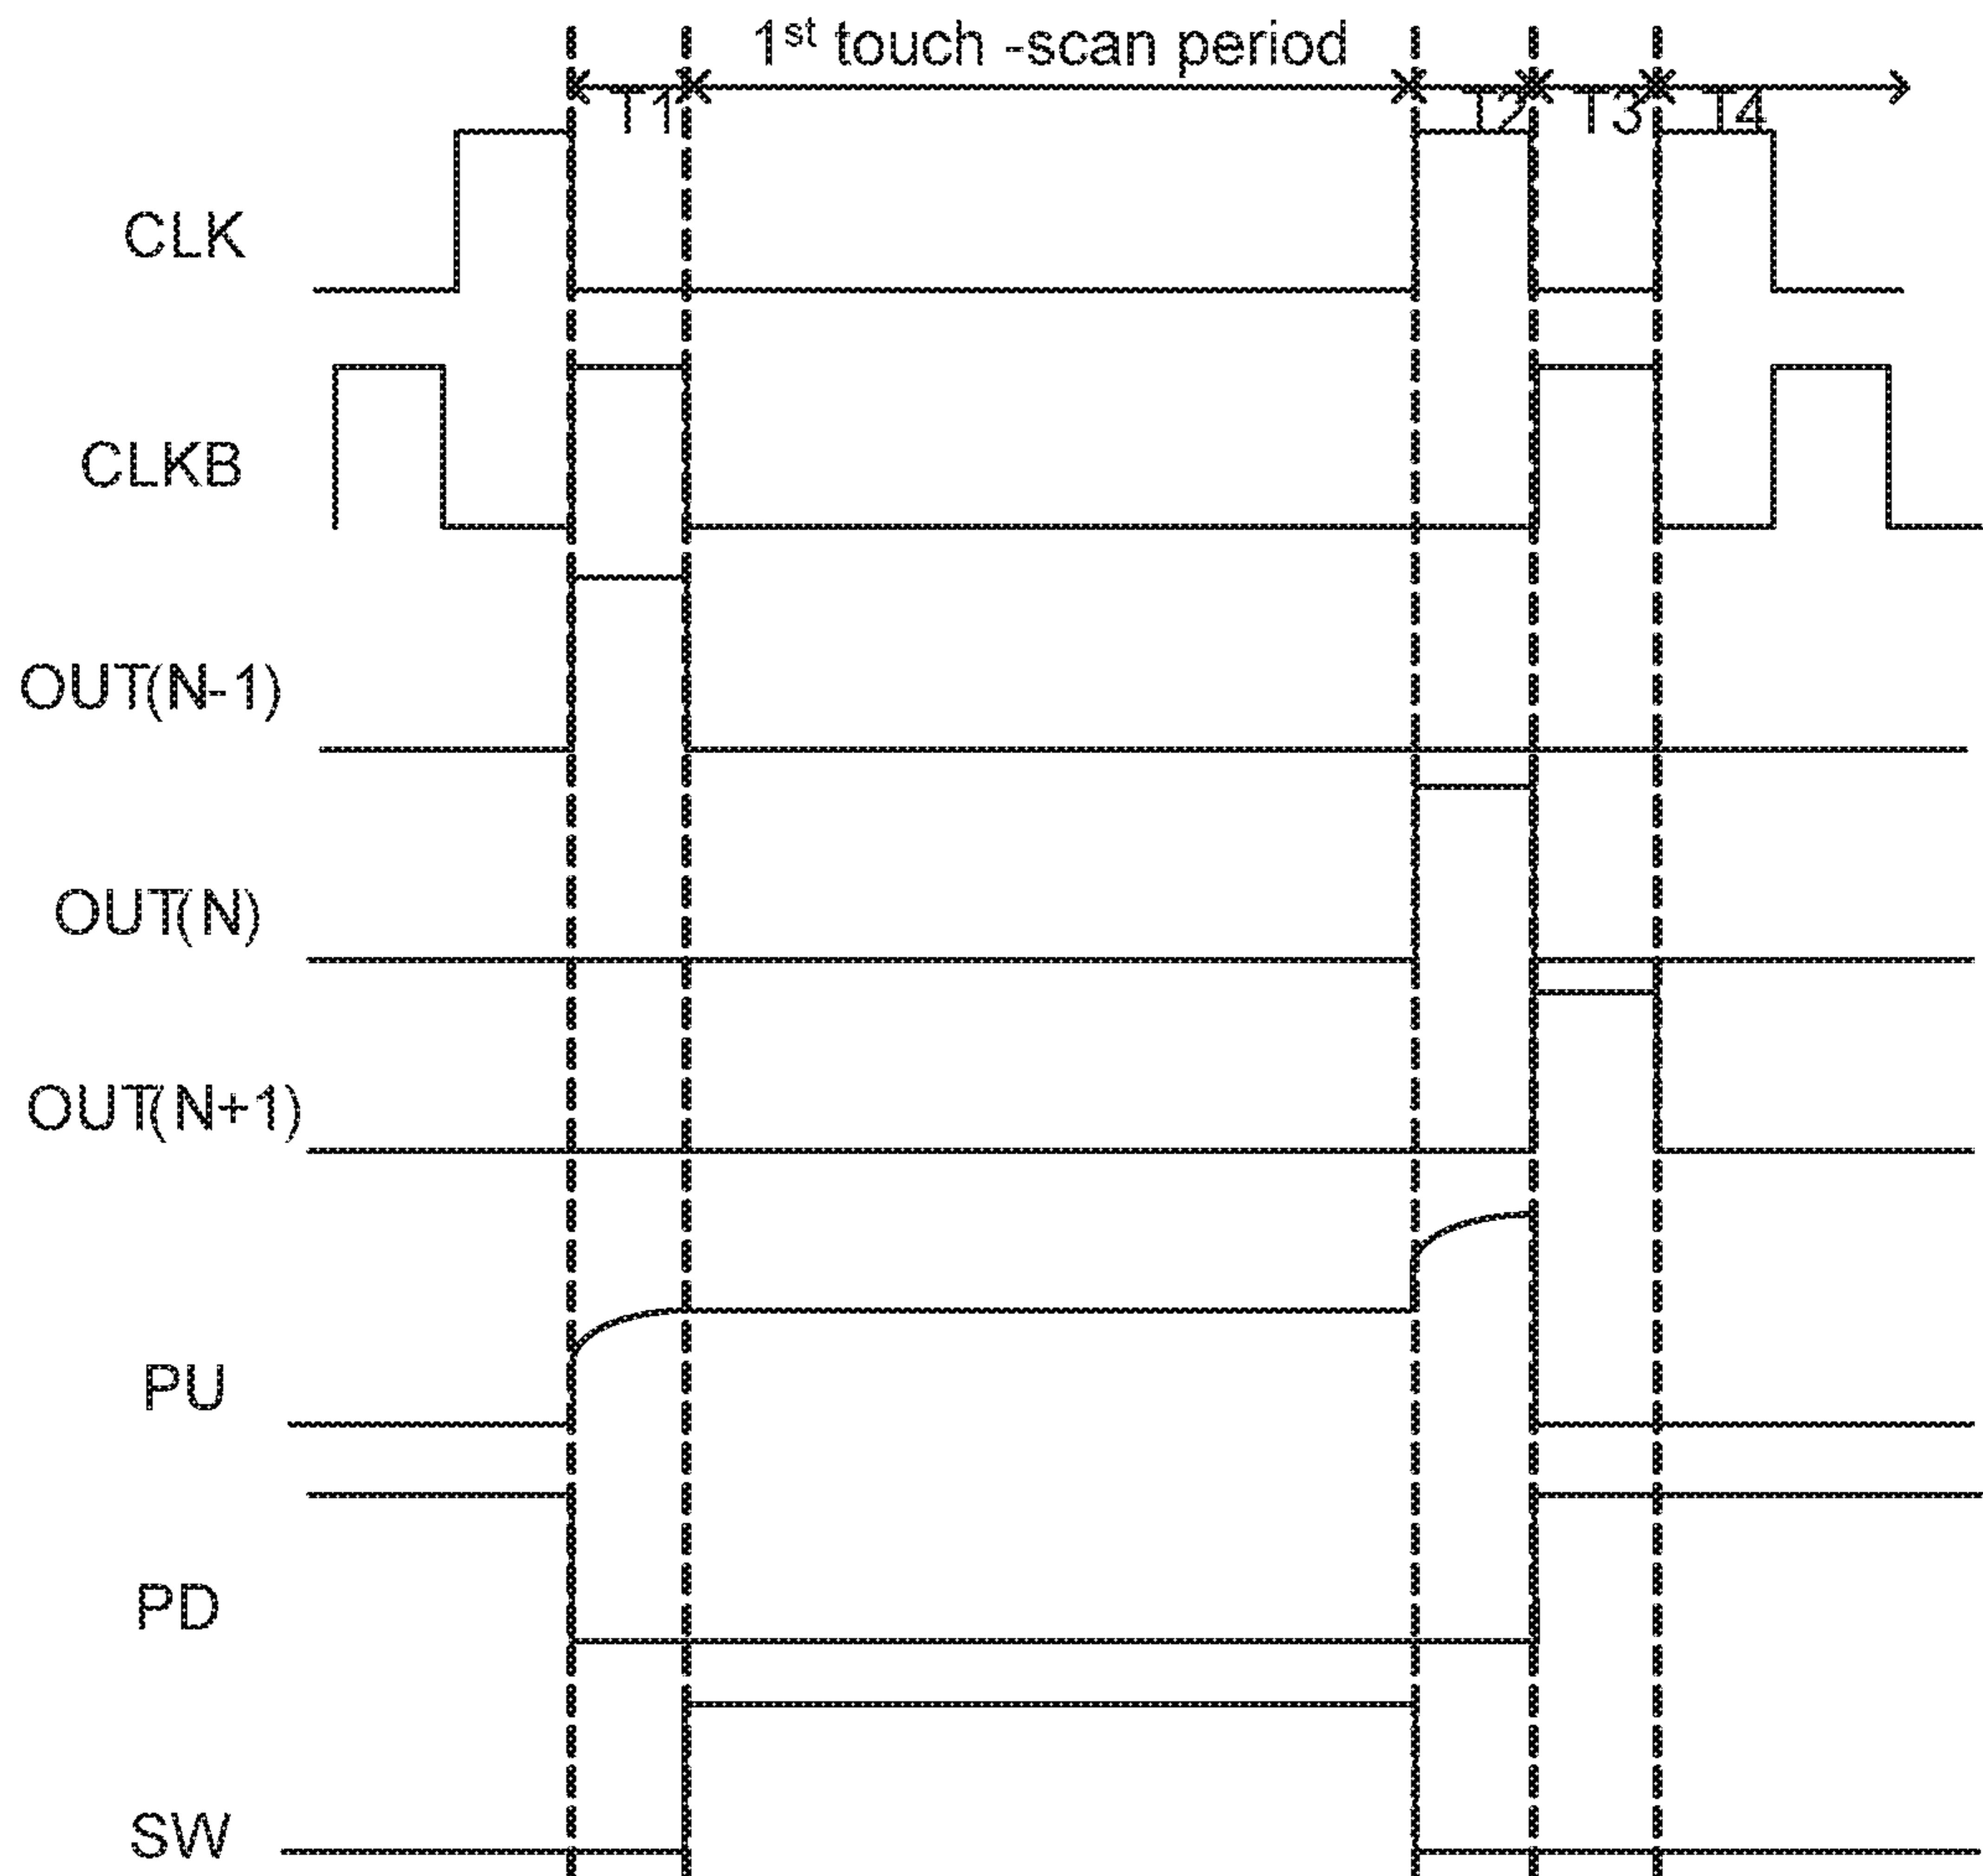 1st touch -scan period
T1 T2 T3 T4
CLK
CLKB
OUT(N-1)
OUT(N)
OUT(N+1)
PU
PD
SW